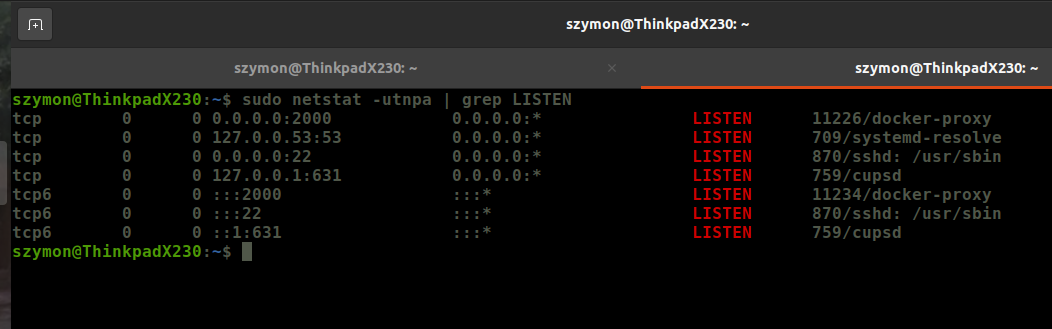 szymon@ThinkpadX230: ~
szymon@ThinkpadX230: ~ × szymon@ThinkpadX230: ~
szymon@ThinkpadX230:~$ sudo netstat -utnpa | grep LISTEN
tcp 0 0 0.0.0.0:2000 0.0.0.0:* LISTEN 11226/docker-proxy
tcp 0 0 127.0.0.53:53 0.0.0.0:* LISTEN 709/systemd-resolve
tcp 0 0 0.0.0.0:22 0.0.0.0:* LISTEN 870/sshd: /usr/sbin
tcp 0 0 127.0.0.1:631 0.0.0.0:* LISTEN 759/cupsd
tcp6 0 0 :::2000 :::* LISTEN 11234/docker-proxy
tcp6 0 0 :::22 :::* LISTEN 870/sshd: /usr/sbin
tcp6 0 0 ::1:631 :::* LISTEN 759/cupsd
szymon@ThinkpadX230:~$